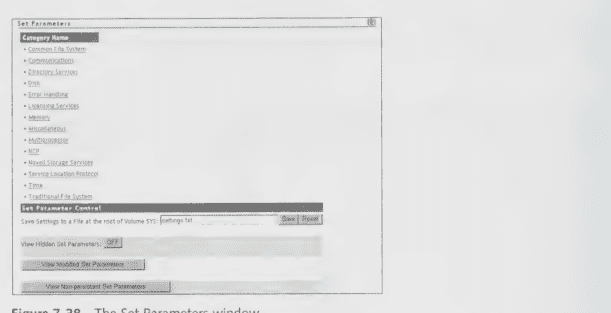 Set Parameters
Category Name
• Common File System
• Communications
• Directory Services
• Disk
• Error Handling
• Licensing Services
• Memory
• Miscellaneous
• Multiprocessor
• NCP
• Novell Storage Services
• Service Location Protocol
• Time
• Traditional File System
Set Parameter Control
Save Settings to a File at the root of Volume SYS: settings.txt Save Reset
View Hidden Set Parameters: OFF
View Modified Set Parameters
View Non-persistent Set Parameters
Figure 7-38 The Set Parameters window